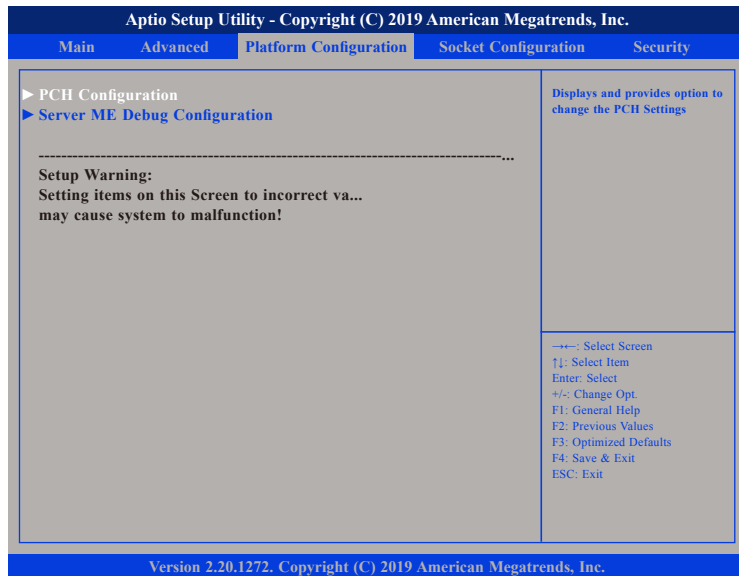 Aptio Setup Utility - Copyright (C) 2019 American Megatrends, Inc.
Main Advanced Platform Configuration Socket Configuration Security
► PCH Configuration
► Server ME Debug Configuration
--------------------------------------------------------------------------------...
Setup Warning:
Setting items on this Screen to incorrect va...
may cause system to malfunction!
Displays and provides option to
change the PCH Settings
→←: Select Screen
↑↓: Select Item
Enter: Select
+/-: Change Opt.
F1: General Help
F2: Previous Values
F3: Optimized Defaults
F4: Save & Exit
ESC: Exit
Version 2.20.1272. Copyright (C) 2019 American Megatrends, Inc.